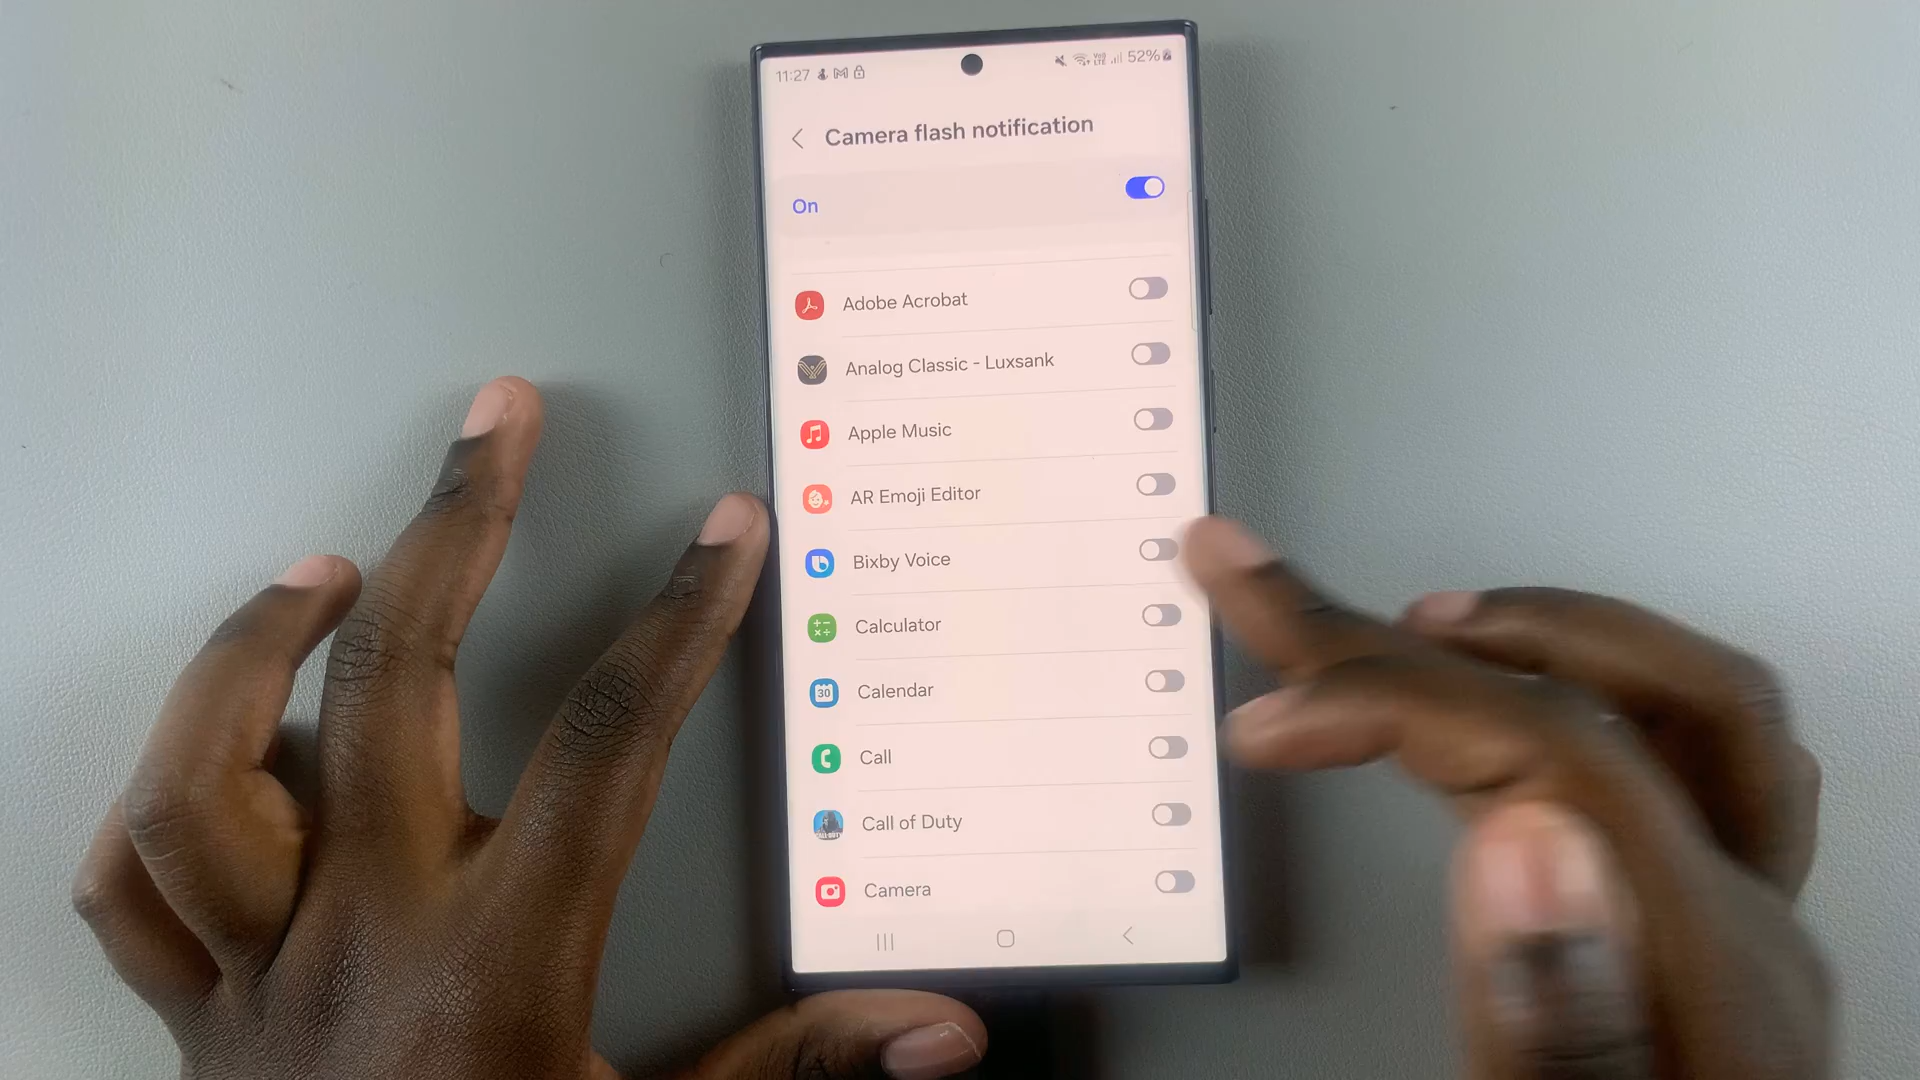 11:27 52%
Camera flash notification
On
Adobe Acrobat
Analog Classic - Luxsank
Apple Music
AR Emoji Editor
Bixby Voice
Calculator
30 Calendar
Call
Call of Duty
Camera